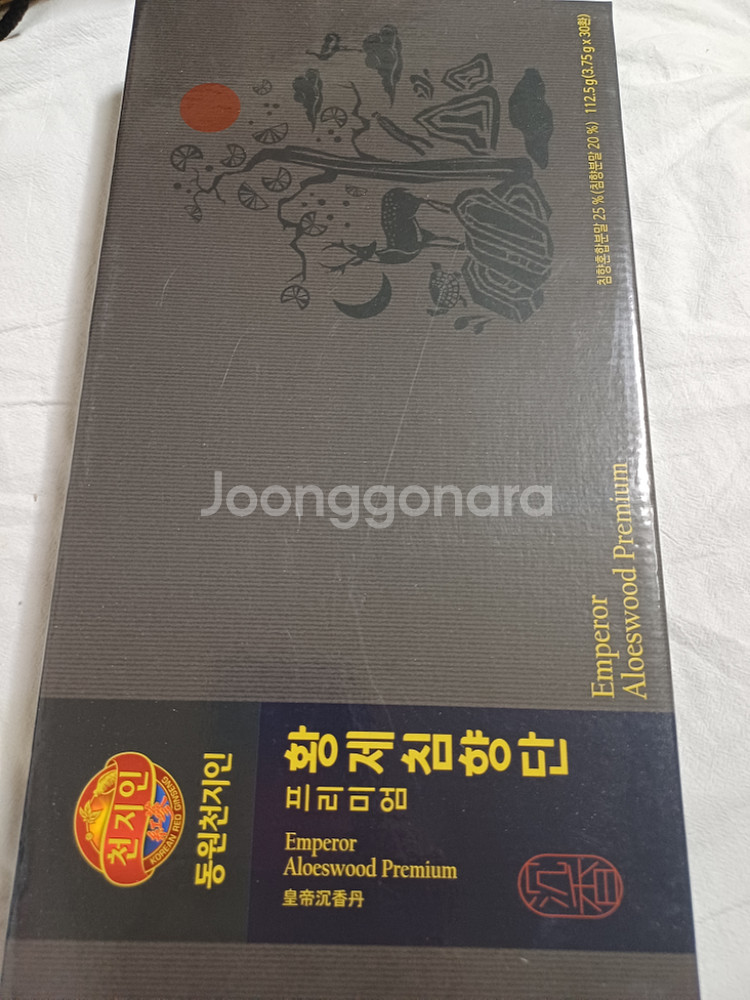 침향혼합분말 25 % (침향분말 20 %) 112.5 g (3.75 g x 30환)
Joonggonara
Emperor
Aloeswood Premium
천지인
KOREAN RED GINSENG
동원천지인
황제침향단
프리미엄
Emperor
Aloeswood Premium
皇帝沉香丹
沉香